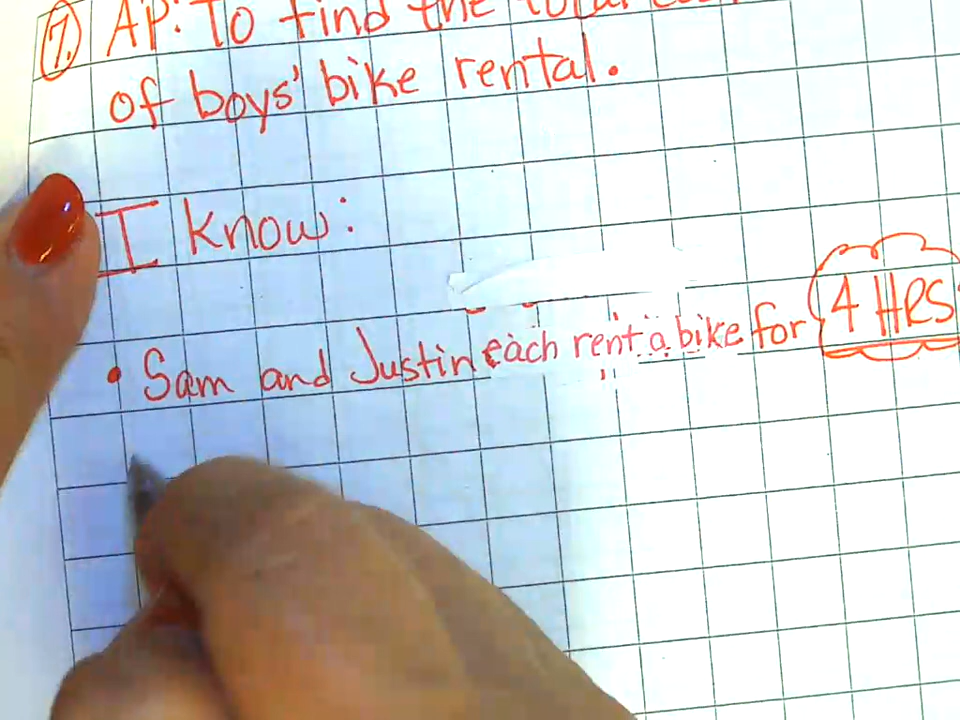 7. AP: To find the total
of boys' bike rental.
I know:
• Sam and Justin each rent a bike for 4 HRS